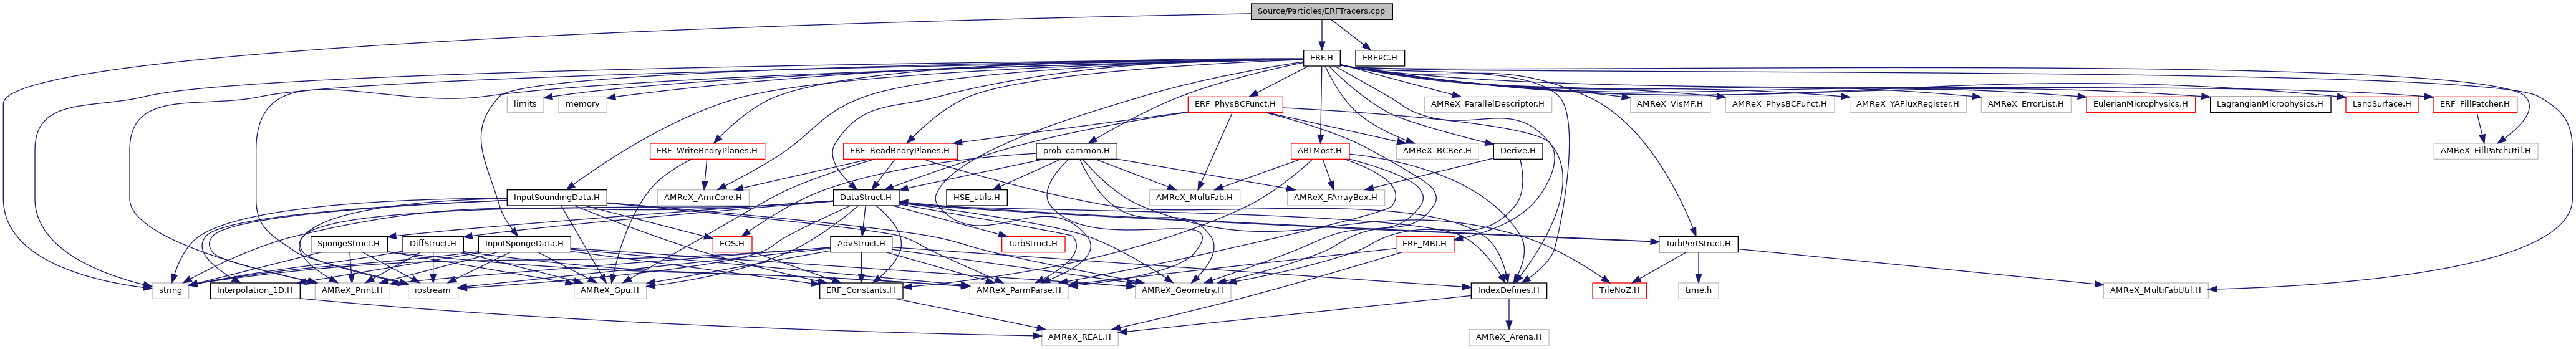 Source/Particles/ERFTracers.cpp
ERF.H
ERFPC.H
limits
memory
ERF_PhysBCFunct.H
AMReX_ParallelDescriptor.H
AMReX_VisMF.H
AMReX_PhysBCFunct.H
AMReX_YAFluxRegister.H
AMReX_ErrorList.H
EulerianMicrophysics.H
LagrangianMicrophysics.H
LandSurface.H
ERF_FillPatcher.H
ERF_WriteBndryPlanes.H
ERF_ReadBndryPlanes.H
prob_common.H
ABLMost.H
AMReX_BCRec.H
Derive.H
AMReX_FillPatchUtil.H
InputSoundingData.H
AMReX_AmrCore.H
DataStruct.H
HSE_utils.H
AMReX_MultiFab.H
AMReX_FArrayBox.H
SpongeStruct.H
DiffStruct.H
InputSpongeData.H
EOS.H
AdvStruct.H
TurbStruct.H
ERF_MRI.H
TurbPertStruct.H
string
Interpolation_1D.H
AMReX_Print.H
iostream
AMReX_Gpu.H
ERF_Constants.H
AMReX_ParmParse.H
AMReX_Geometry.H
IndexDefines.H
TileNoZ.H
time.h
AMReX_MultiFabUtil.H
AMReX_REAL.H
AMReX_Arena.H